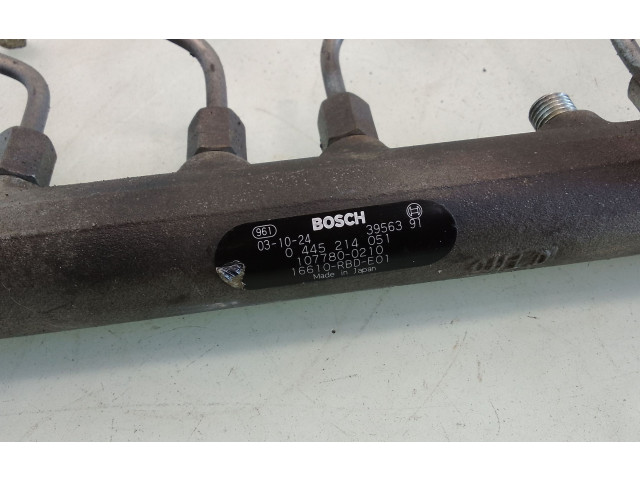 961 BOSCH
03-10-24 39563 91
0 445 214 051
107780-0210
16610-RBD-E01
Made in Japan